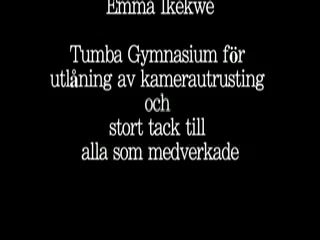 Emma Ikekwe
Tumba Gymnasium för
utlåning av kamerautrusting
och
stort tack till
alla som medverkade